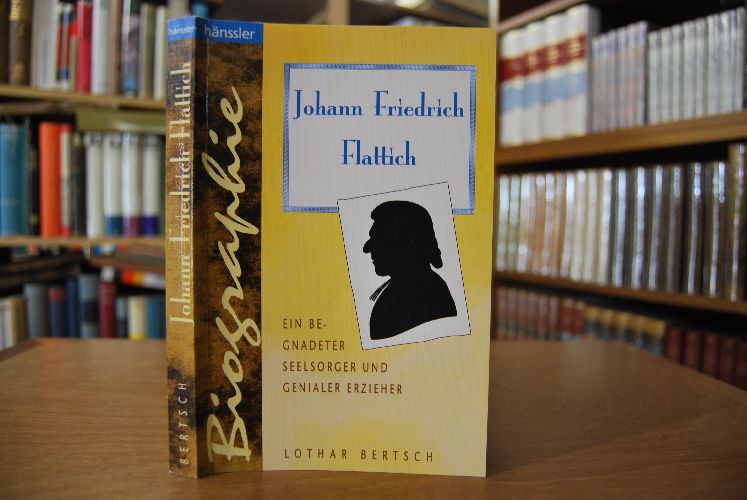 hänssler
Johann Friedrich Flattich
BERTSCH
hänssler
Biographie
Johann Friedrich
Flattich
EIN BE-
GNADETER
SEELSORGER UND
GENIALER ERZIEHER
LOTHAR BERTSCH